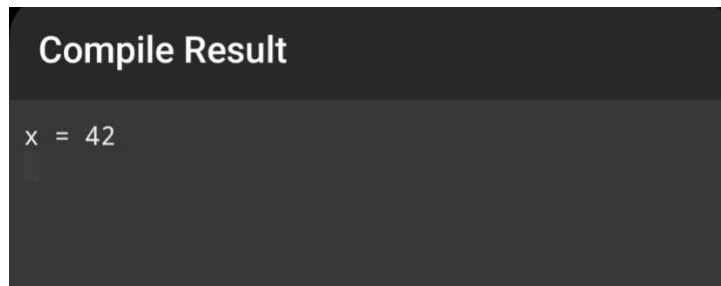 Compile Result
x = 42